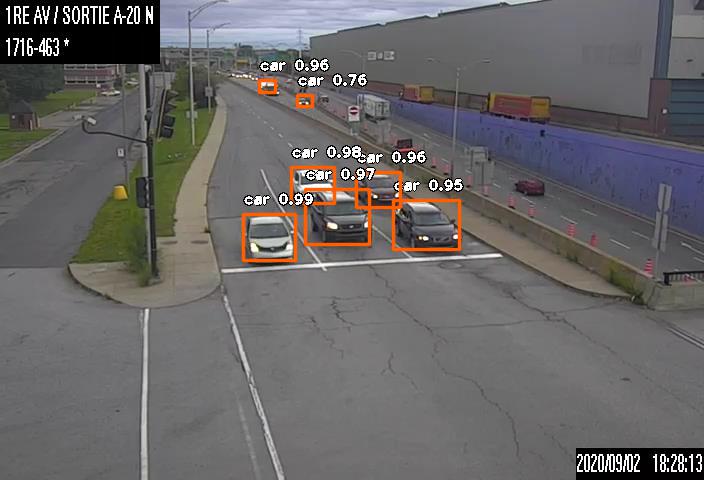 1RE AV / SORTIE A-20 N
1716-463 *
car 0.96
car 0.76
car 0.98
car 0.96
car 0.97
car 0.95
car 0.99
2020/09/02 18:28:13